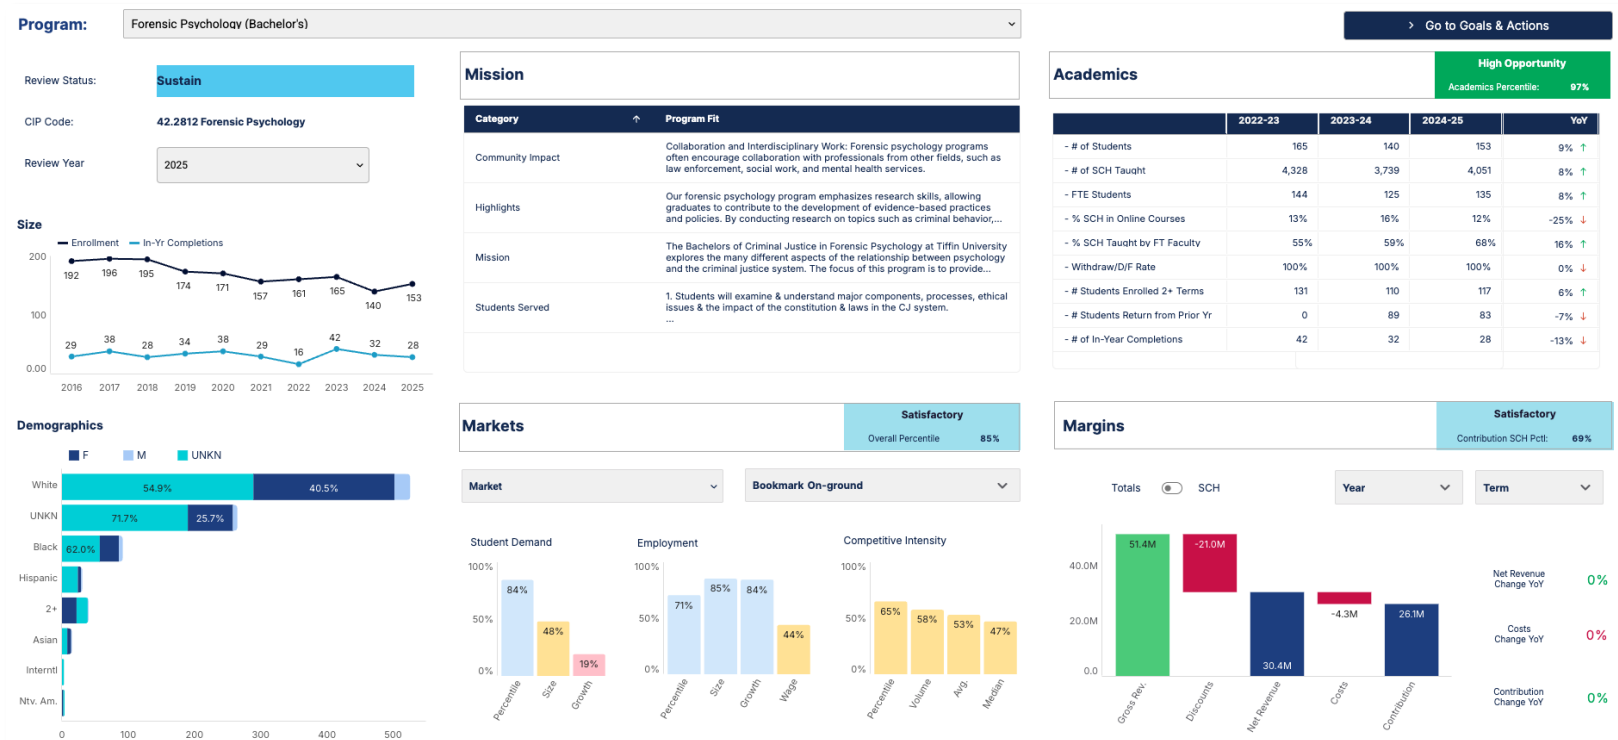 Program:
Forensic Psychology (Bachelor's)
Go to Goals & Actions
Review Status:
Sustain
CIP Code:
42.2812 Forensic Psychology
Review Year
2025
Size
Enrollment In-Yr Completions
200
100
0.00
192 196 195 174 171 157 161 165 140 153
29 38 28 34 38 29 16 42 32 28
2016 2017 2018 2019 2020 2021 2022 2023 2024 2025
Demographics
F M UNKN
White 54.9% 40.5%
UNKN 71.7% 25.7%
Black 62.0%
Hispanic
2+
Asian
Interntl
Ntv. Am.
0 100 200 300 400 500
Mission
Category ↑ Program Fit
Community Impact
Collaboration and Interdisciplinary Work: Forensic psychology programs
often encourage collaboration with professionals from other fields, such as
law enforcement, social work, and mental health services.
Highlights
Our forensic psychology program emphasizes research skills, allowing
graduates to contribute to the development of evidence-based practices
and policies. By conducting research on topics such as criminal behavior,...
Mission
The Bachelors of Criminal Justice in Forensic Psychology at Tiffin University
explores the many different aspects of the relationship between psychology
and the criminal justice system. The focus of this program is to provide...
Students Served
1. Students will examine & understand major components, processes, ethical
issues & the impact of the constitution & laws in the CJ system.
...
Markets
Satisfactory
Overall Percentile 85%
Market
Bookmark On-ground
Student Demand
100%
50%
0%
84% 48% 19%
Percentile Size Growth
Employment
100%
50%
0%
71% 85% 84% 44%
Percentile Size Growth Wage
Competitive Intensity
100%
50%
0%
65% 58% 53% 47%
Percentile Volume Avg. Median
Academics
High Opportunity
Academics Percentile: 97%
2022-23 2023-24 2024-25 YoY
- # of Students 165 140 153 9% ↑
- # of SCH Taught 4,328 3,739 4,051 8% ↑
- FTE Students 144 125 135 8% ↑
- % SCH in Online Courses 13% 16% 12% -25% ↓
- % SCH Taught by FT Faculty 55% 59% 68% 16% ↑
- Withdraw/D/F Rate 100% 100% 100% 0% ↓
- # Students Enrolled 2+ Terms 131 110 117 6% ↑
- # Students Return from Prior Yr 0 89 83 -7% ↓
- # of In-Year Completions 42 32 28 -13% ↓
Margins
Satisfactory
Contribution SCH Pctl: 69%
Totals SCH
Year
Term
40.0M
20.0M
0.0
51.4M -21.0M 30.4M -4.3M 26.1M
Gross Rev. Discounts Net Revenue Costs Contribution
Net Revenue
Change YoY
0%
Costs
Change YoY
0%
Contribution
Change YoY
0%